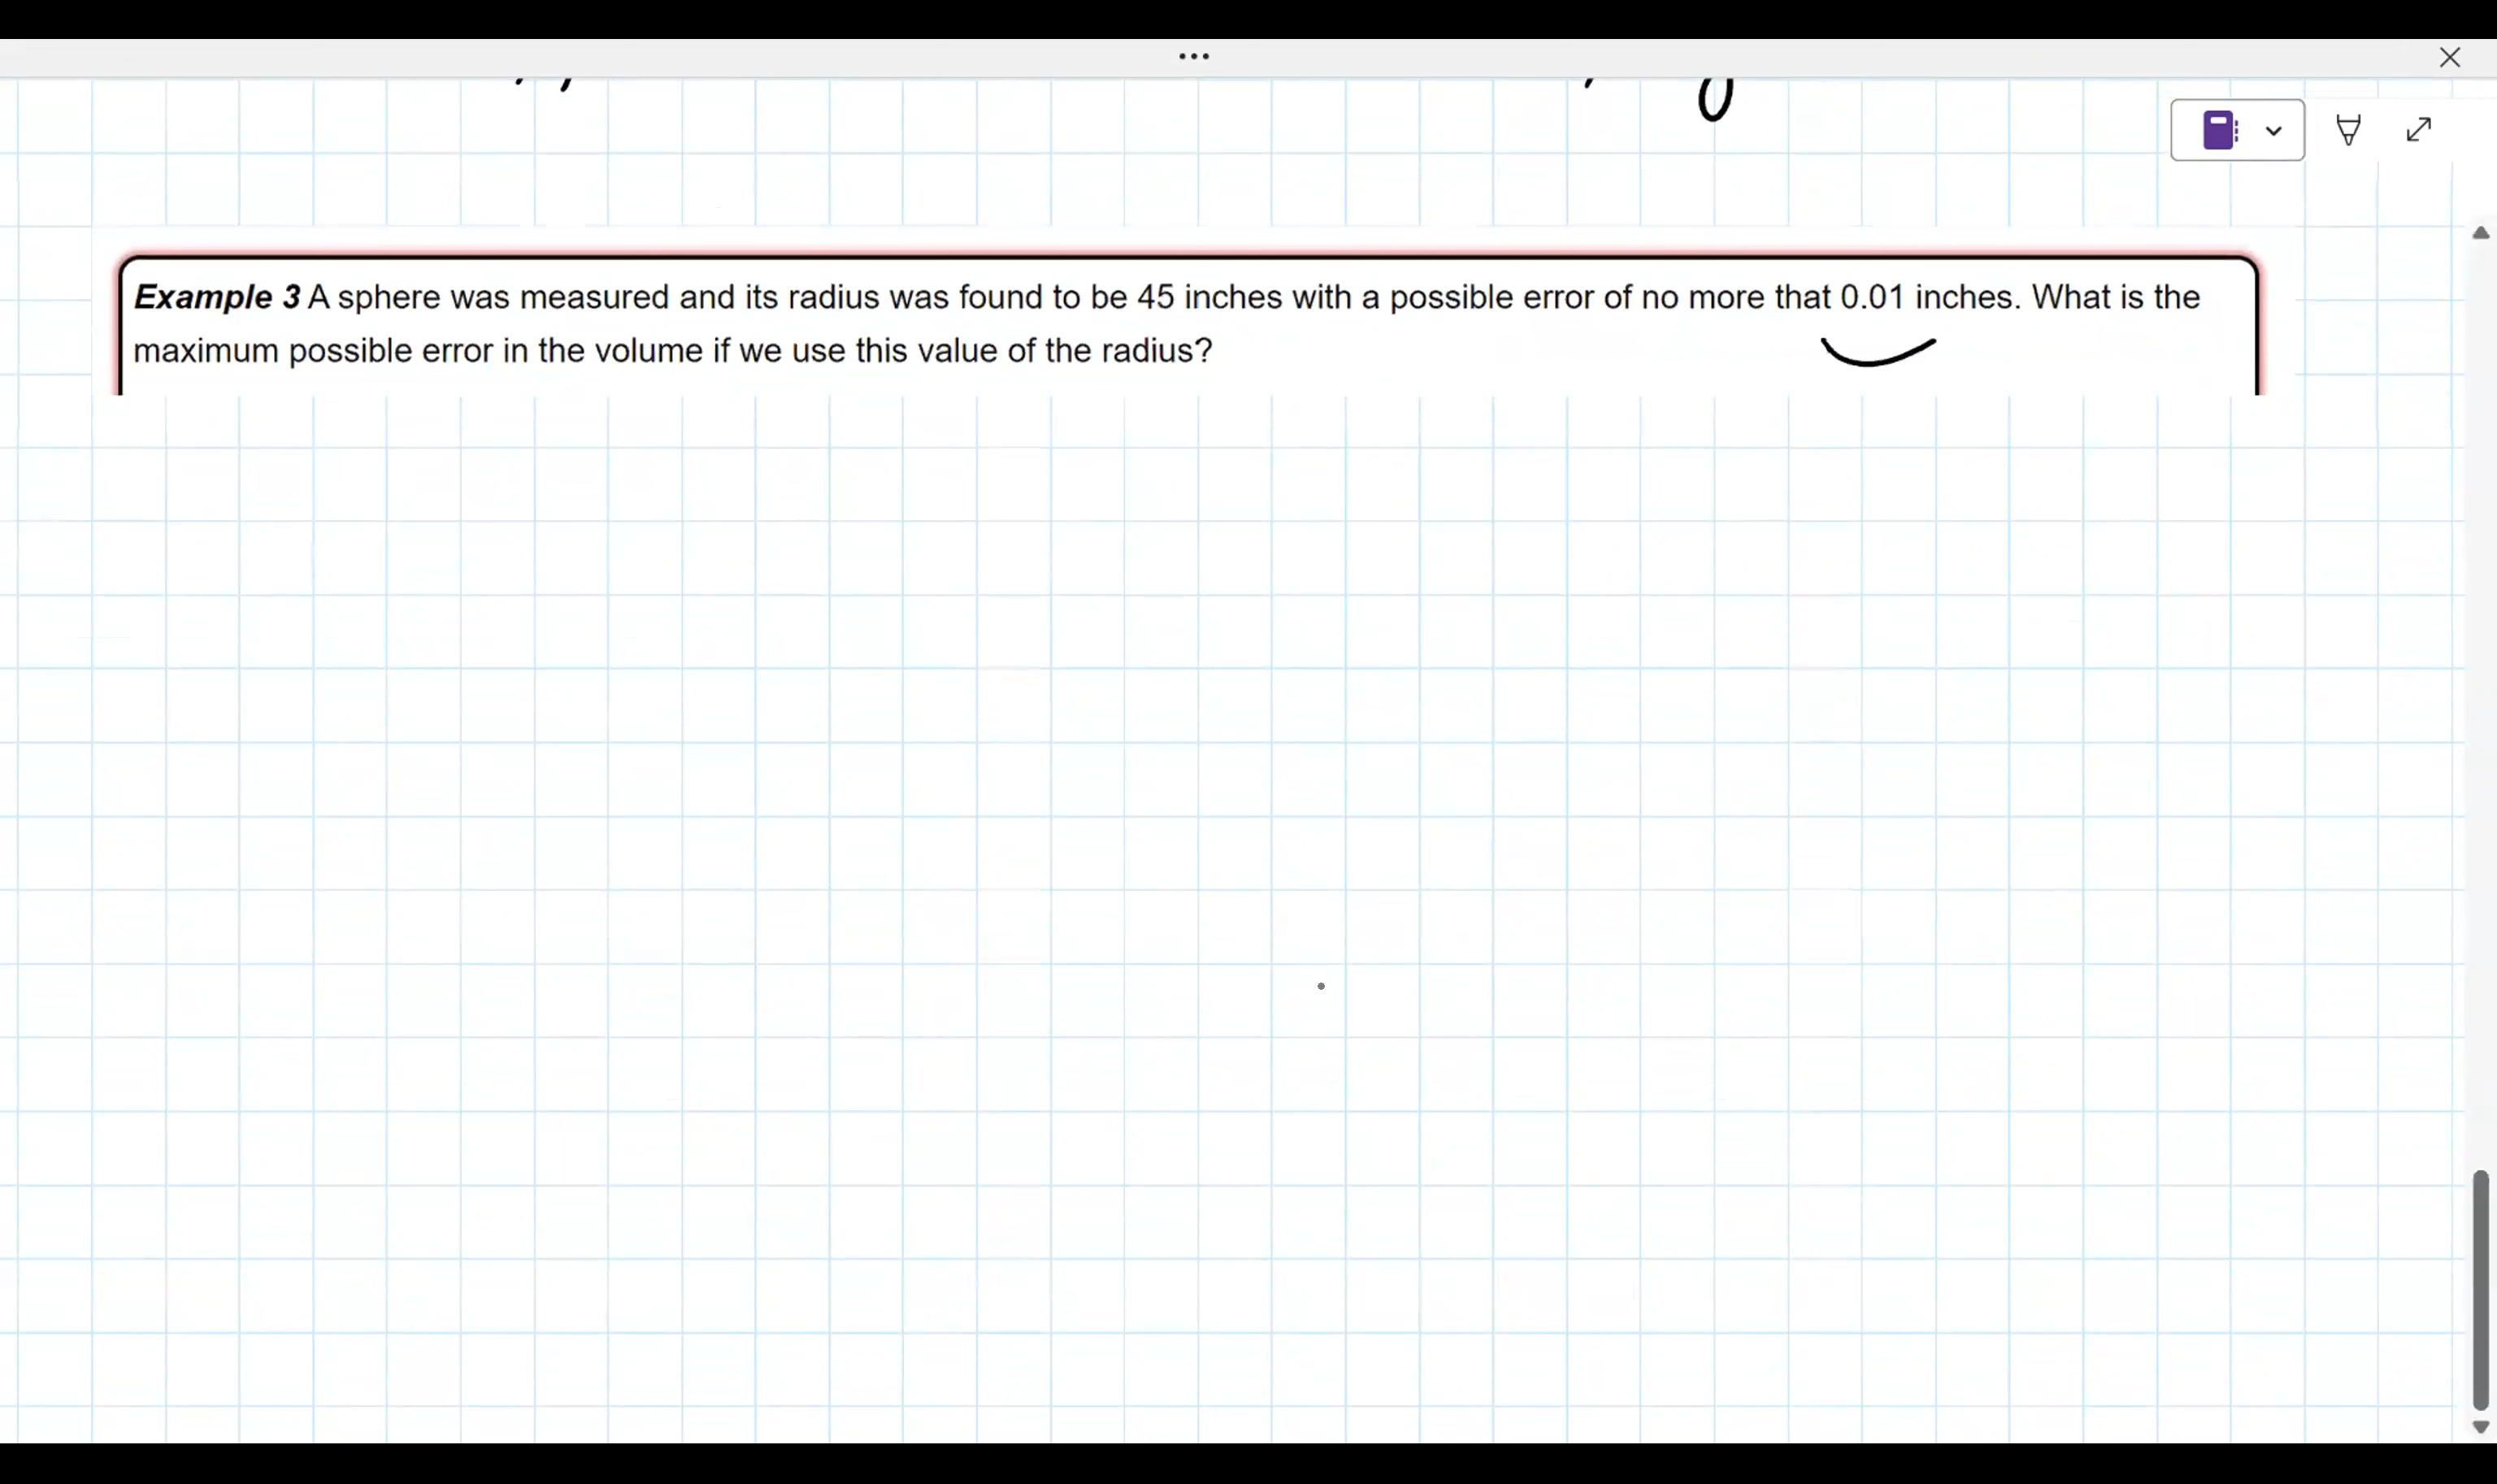 Example 3 A sphere was measured and its radius was found to be 45 inches with a possible error of no more that 0.01 inches. What is the
maximum possible error in the volume if we use this value of the radius?